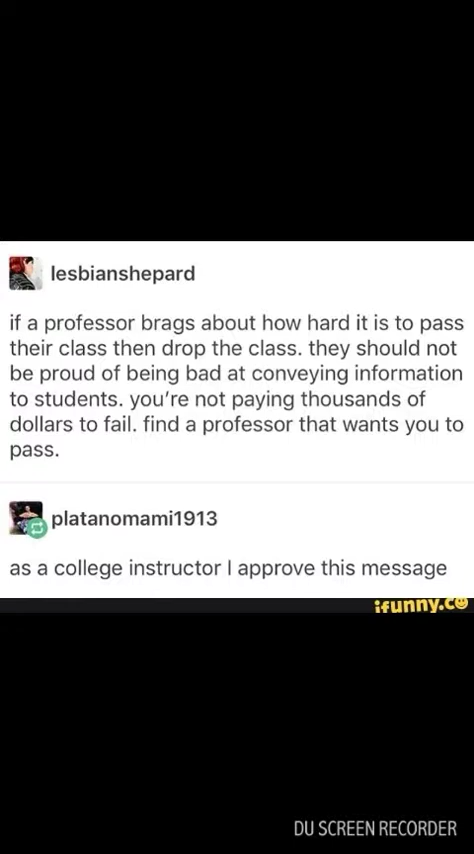 lesbianshepard
if a professor brags about how hard it is to pass
their class then drop the class. they should not
be proud of being bad at conveying information
to students. you're not paying thousands of
dollars to fail. find a professor that wants you to
pass.
platanomami1913
as a college instructor I approve this message
ifunny.co
DU SCREEN RECORDER